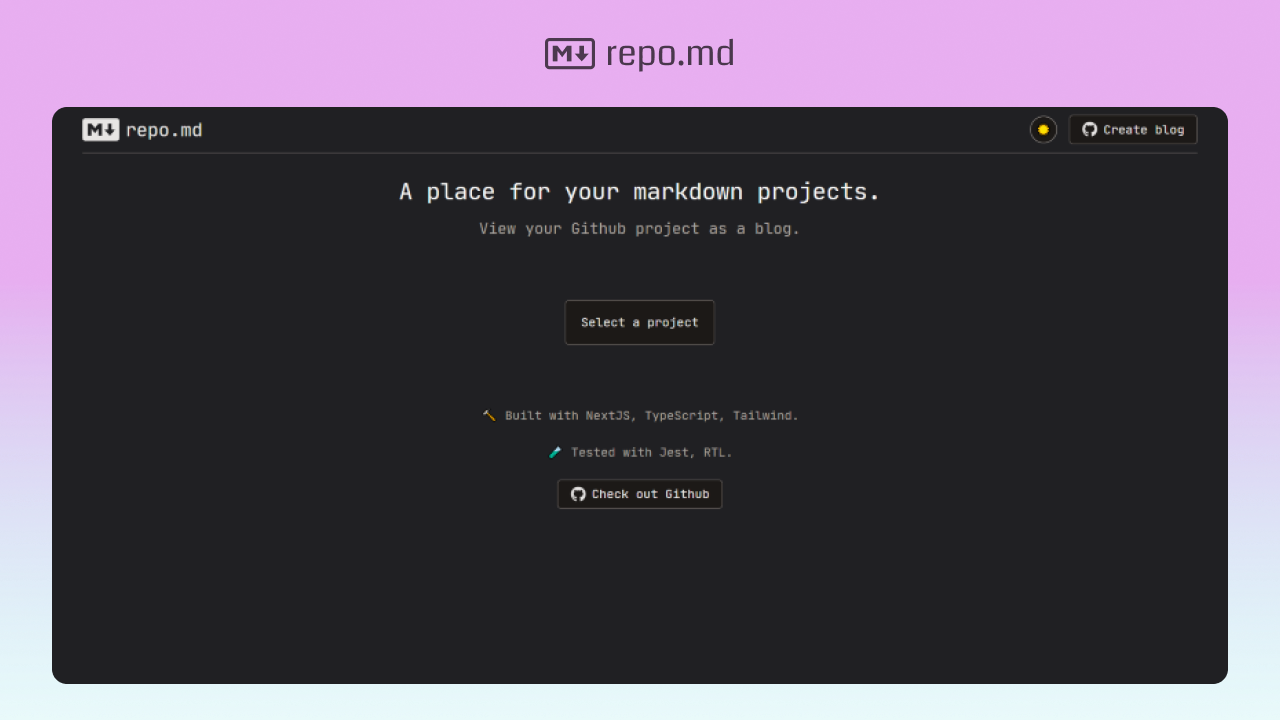 M↓ repo.md
M↓ repo.md
Create blog
A place for your markdown projects.
View your Github project as a blog.
Select a project
🔨 Built with NextJS, TypeScript, Tailwind.
🧪 Tested with Jest, RTL.
Check out Github